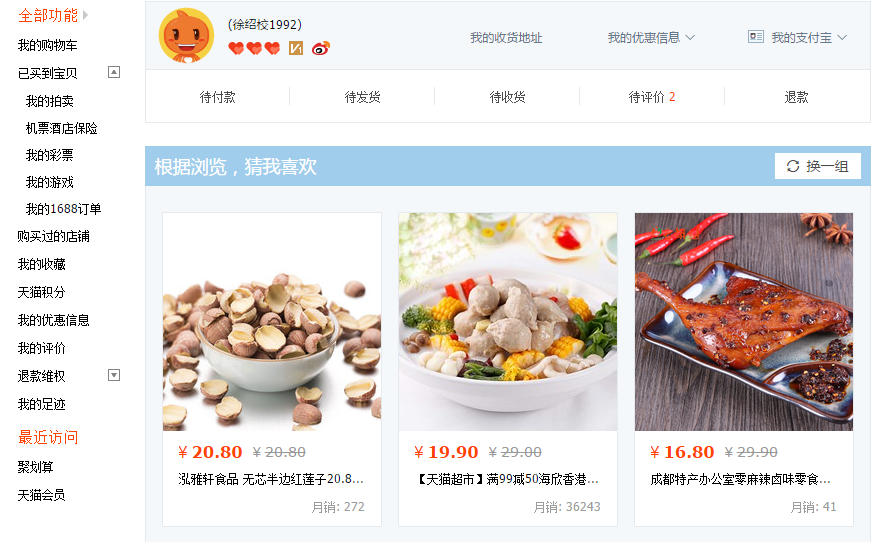 全部功能
我的购物车
已买到宝贝
我的拍卖
机票酒店保险
我的彩票
我的游戏
我的1688订单
购买过的店铺
我的收藏
天猫积分
我的优惠信息
我的评价
退款维权
我的足迹
最近访问
聚划算
天猫会员
(徐绍校1992)
V1
我的收货地址 我的优惠信息 我的支付宝
待付款 待发货 待收货 待评价 2 退款
根据浏览，猜我喜欢 换一组
¥ 20.80 ¥ 20.80
泓雅轩食品 无芯半边红莲子20.8...
月销: 272
¥ 19.90 ¥ 29.00
【天猫超市】满99减50海欣香港...
月销: 36243
¥ 16.80 ¥ 29.90
成都特产办公室零麻辣卤味零食...
月销: 41